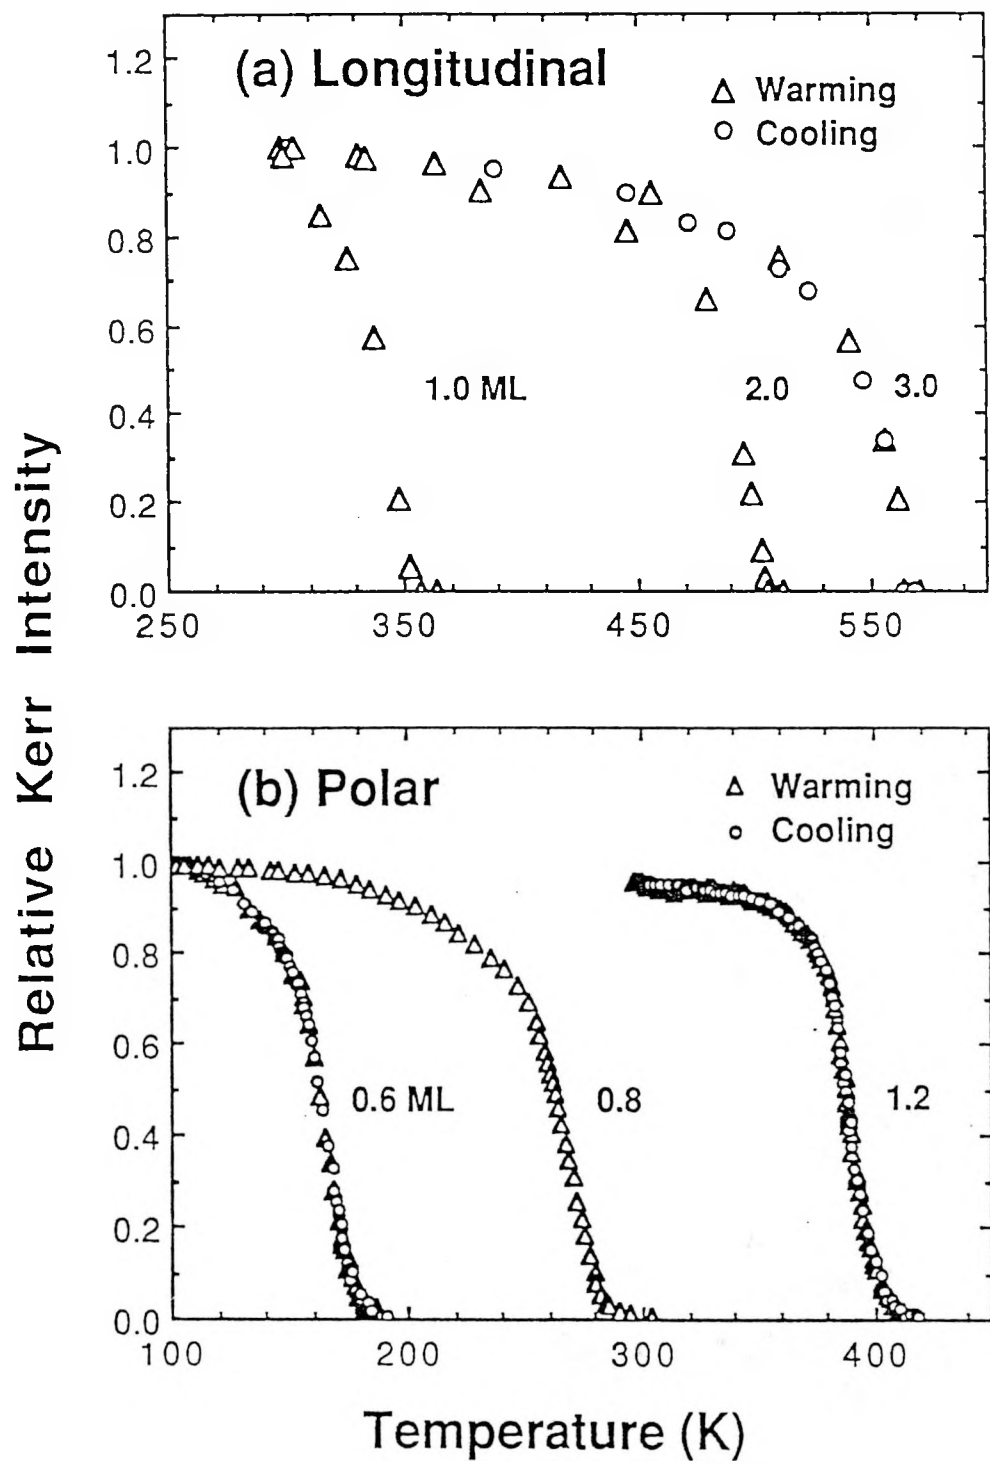 Relative Kerr Intensity
(a) Longitudinal
Warming
Cooling
1.2
1.0
0.8
0.6
0.4
0.2
0.0
1.0 ML
2.0
3.0
250
350
450
550
(b) Polar
Warming
Cooling
1.2
1.0
0.8
0.6
0.4
0.2
0.0
0.6 ML
0.8
1.2
100
200
300
400
Temperature (K)